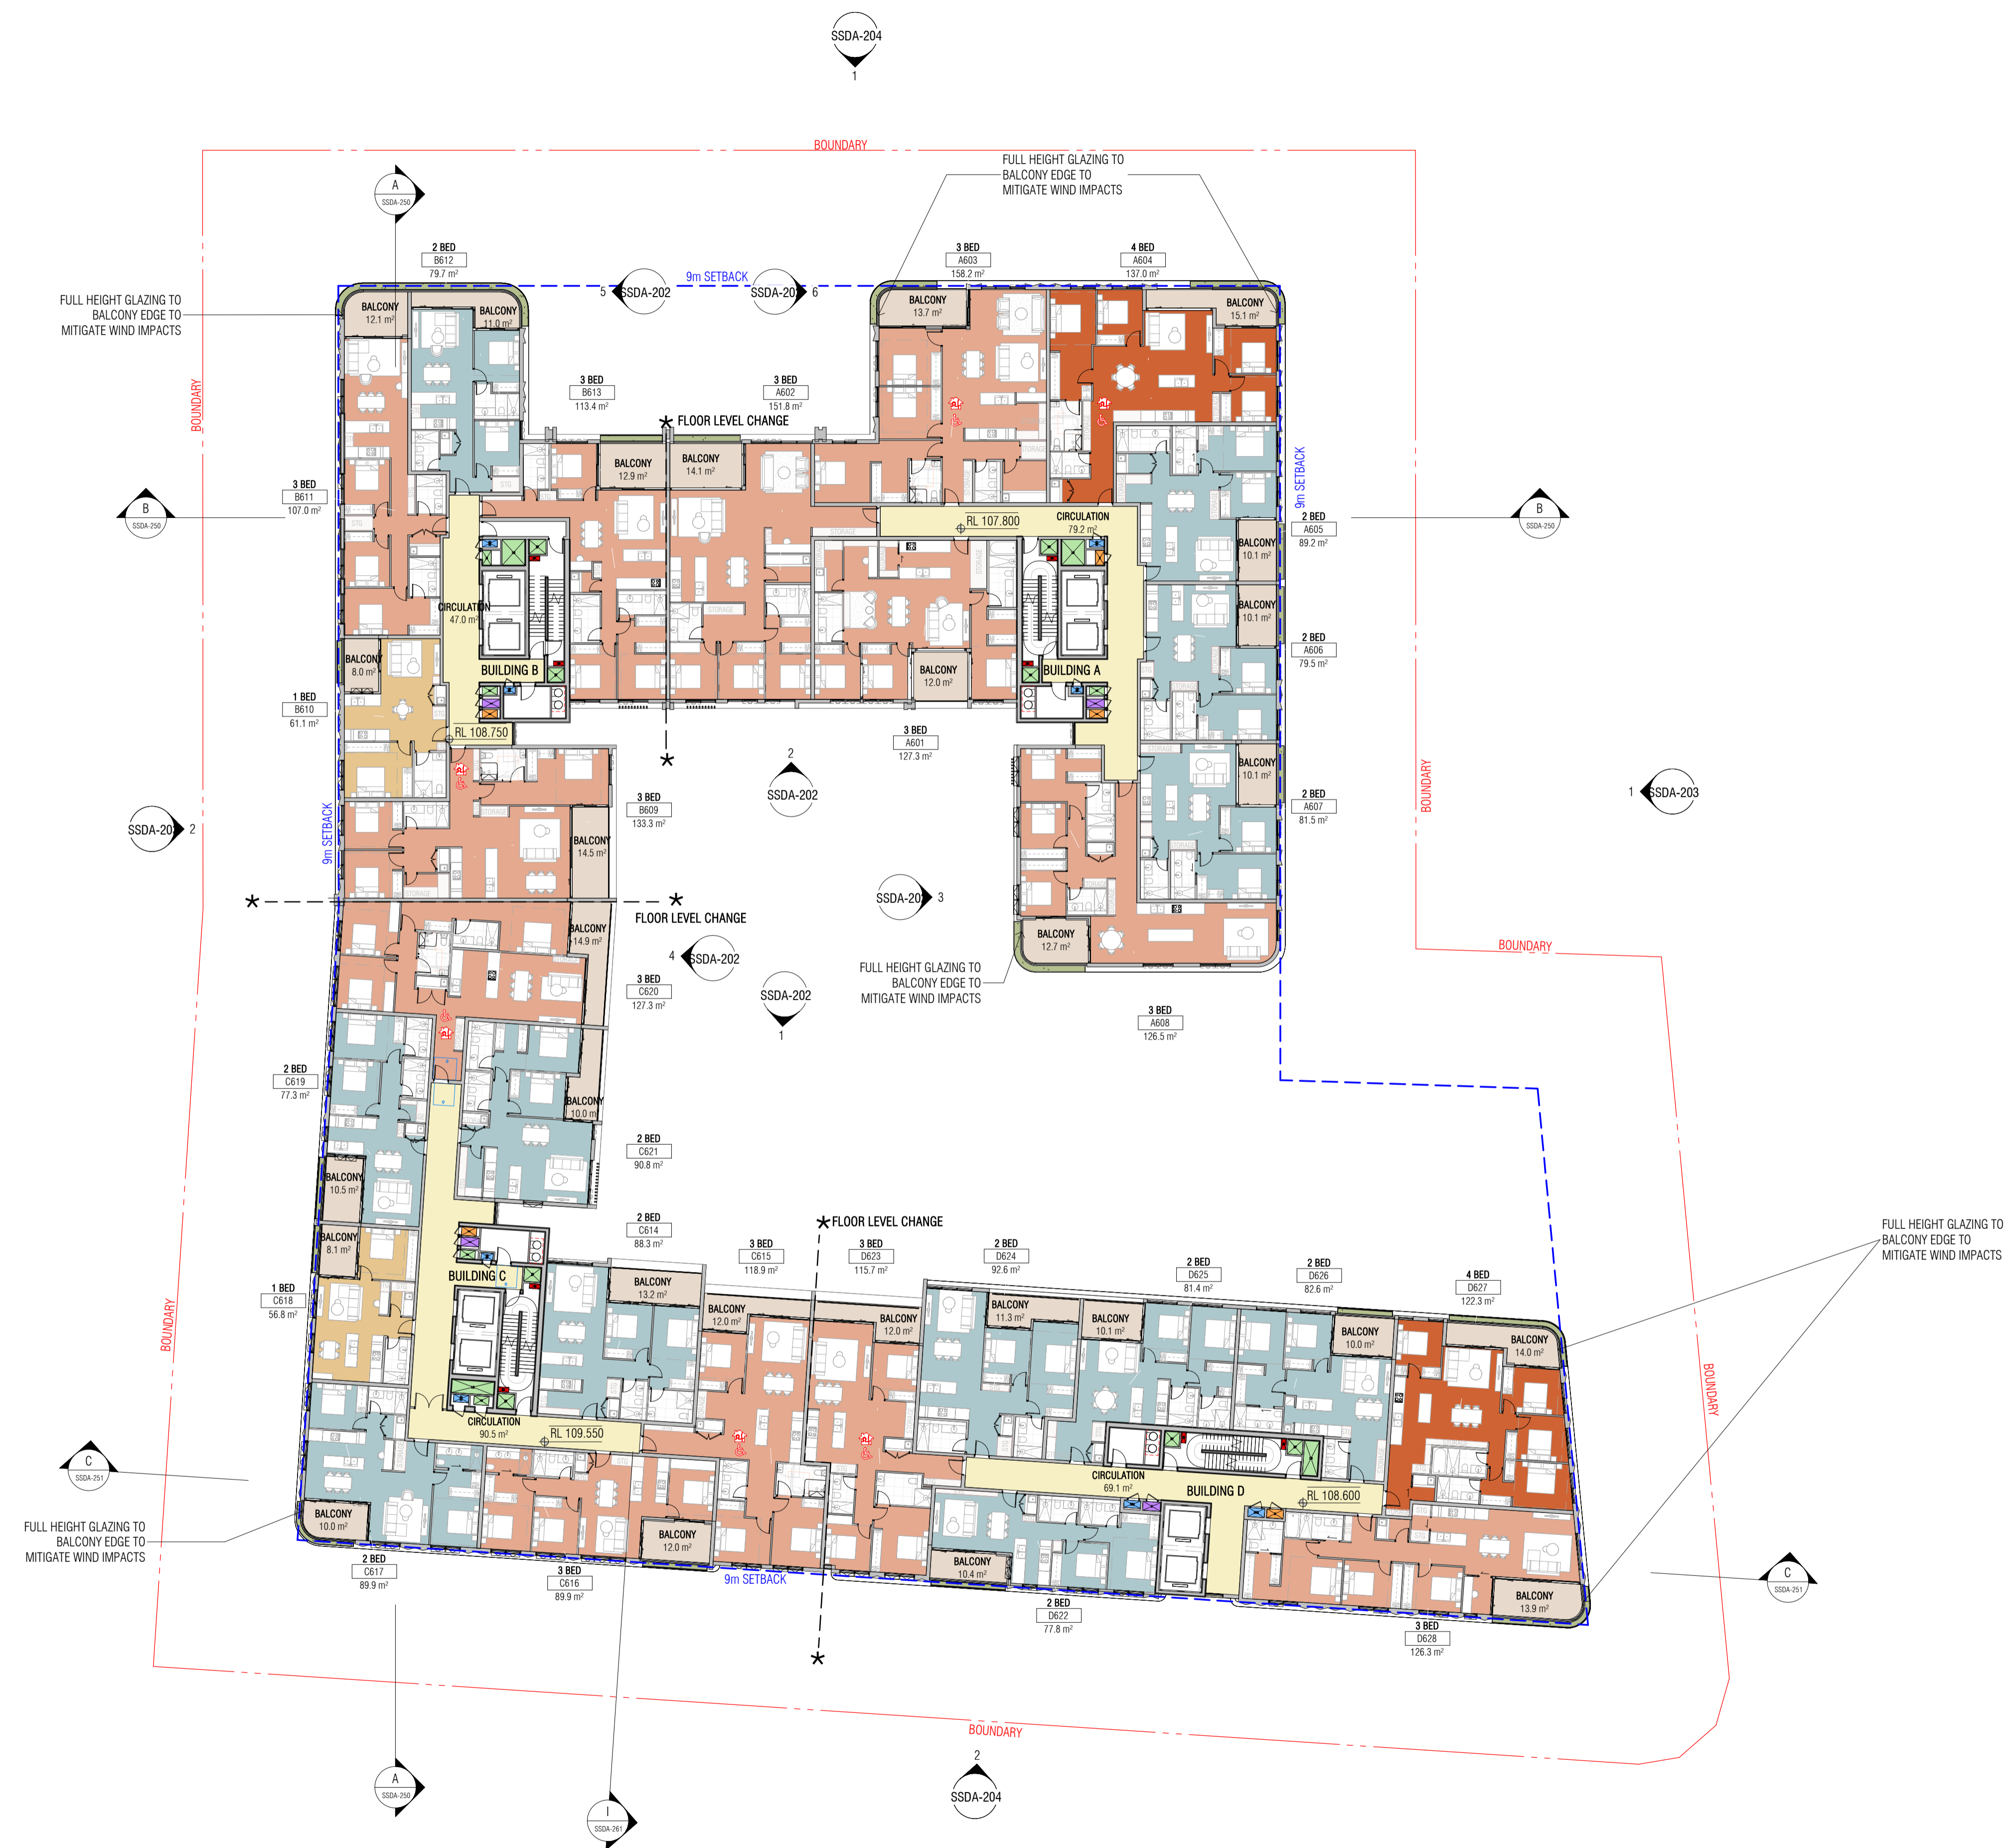 SSDA-204
1
BOUNDARY
FULL HEIGHT GLAZING TO
BALCONY EDGE TO
MITIGATE WIND IMPACTS
A
SSDA-250
2 BED
B612
79.7 m²
3 BED
A603
158.2 m²
4 BED
A604
137.0 m²
9m SETBACK
5
SSDA-202
6
FULL HEIGHT GLAZING TO
BALCONY EDGE TO
MITIGATE WIND IMPACTS
BALCONY
12.1 m²
BALCONY
11.0 m²
BALCONY
13.7 m²
BALCONY
15.1 m²
BOUNDARY
3 BED
B613
113.4 m²
3 BED
A602
151.8 m²
FLOOR LEVEL CHANGE
BALCONY
12.9 m²
BALCONY
14.1 m²
9m SETBACK
3 BED
B611
107.0 m²
B
SSDA-250
STG
STG
STORAGE
STORAGE
RL 107.800
CIRCULATION
79.2 m²
2 BED
A605
89.2 m²
B
SSDA-250
BALCONY
10.1 m²
CIRCULATION
47.0 m²
STORAGE
BALCONY
10.1 m²
2 BED
A606
79.5 m²
BALCONY
8.0 m²
BUILDING B
BALCONY
12.0 m²
BUILDING A
1 BED
B610
61.1 m²
STG
STORAGE
RL 108.750
3 BED
A601
127.3 m²
2
SSDA-202
STORAGE
BALCONY
10.1 m²
BOUNDARY
2 BED
A607
81.5 m²
1
SSDA-203
3 BED
B609
133.3 m²
STORAGE
2
9m SETBACK
BALCONY
14.5 m²
STORAGE
STORAGE
3
FLOOR LEVEL CHANGE
BALCONY
14.9 m²
BALCONY
12.7 m²
BOUNDARY
4
SSDA-202
FULL HEIGHT GLAZING TO
BALCONY EDGE TO
MITIGATE WIND IMPACTS
3 BED
C620
127.3 m²
SSDA-202
1
3 BED
A608
126.5 m²
2 BED
C619
77.3 m²
BALCONY
10.0 m
2 BED
C621
90.8 m²
BALCONY
10.5 m²
2 BED
C614
88.3 m²
FLOOR LEVEL CHANGE
BALCONY
8.1 m²
3 BED
C615
118.9 m²
3 BED
D623
115.7 m²
2 BED
D624
92.6 m²
2 BED
D625
81.4 m²
2 BED
D626
82.6 m²
4 BED
D627
122.3 m²
FULL HEIGHT GLAZING TO
BALCONY EDGE TO
MITIGATE WIND IMPACTS
BUILDING C
BALCONY
13.2 m²
1 BED
C618
56.8 m²
BOUNDARY
BALCONY
12.0 m²
BALCONY
12.0 m²
BALCONY
11.3 m²
BALCONY
10.1 m²
BALCONY
10.0 m²
BALCONY
14.0 m²
BOUNDARY
CIRCULATION
90.5 m²
RL 109.550
STG
C
SSDA-251
CIRCULATION
69.1 m²
BUILDING D
RL 108.600
BALCONY
10.0 m²
BALCONY
12.0 m²
FULL HEIGHT GLAZING TO
BALCONY EDGE TO
MITIGATE WIND IMPACTS
2 BED
C617
89.9 m²
3 BED
C616
89.9 m²
9m SETBACK
BALCONY
10.4 m²
2 BED
D622
77.8 m²
BALCONY
13.9 m²
C
SSDA-251
3 BED
D628
126.3 m²
BOUNDARY
2
SSDA-204
A
SSDA-250
I
SSDA-261